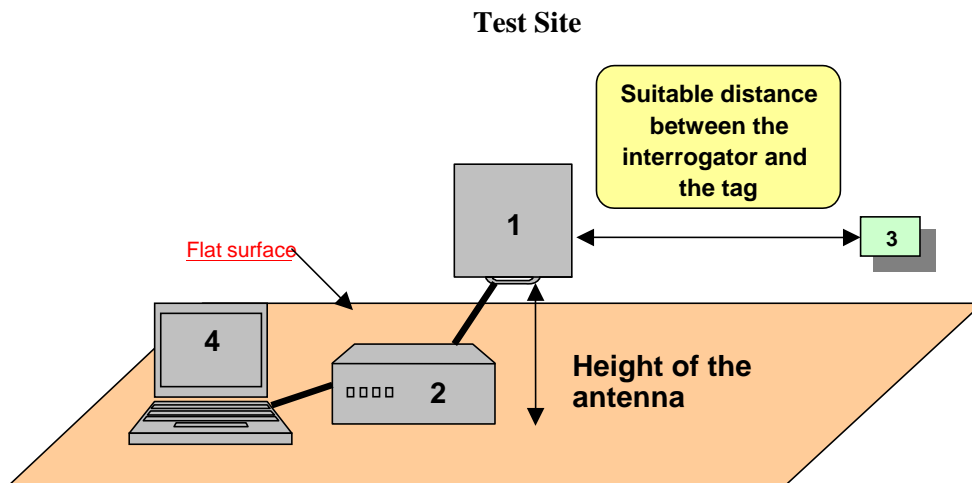 Test Site
Suitable distance
between the
interrogator and
the tag
1
3
Flat surface
4
2
Height of the
antenna